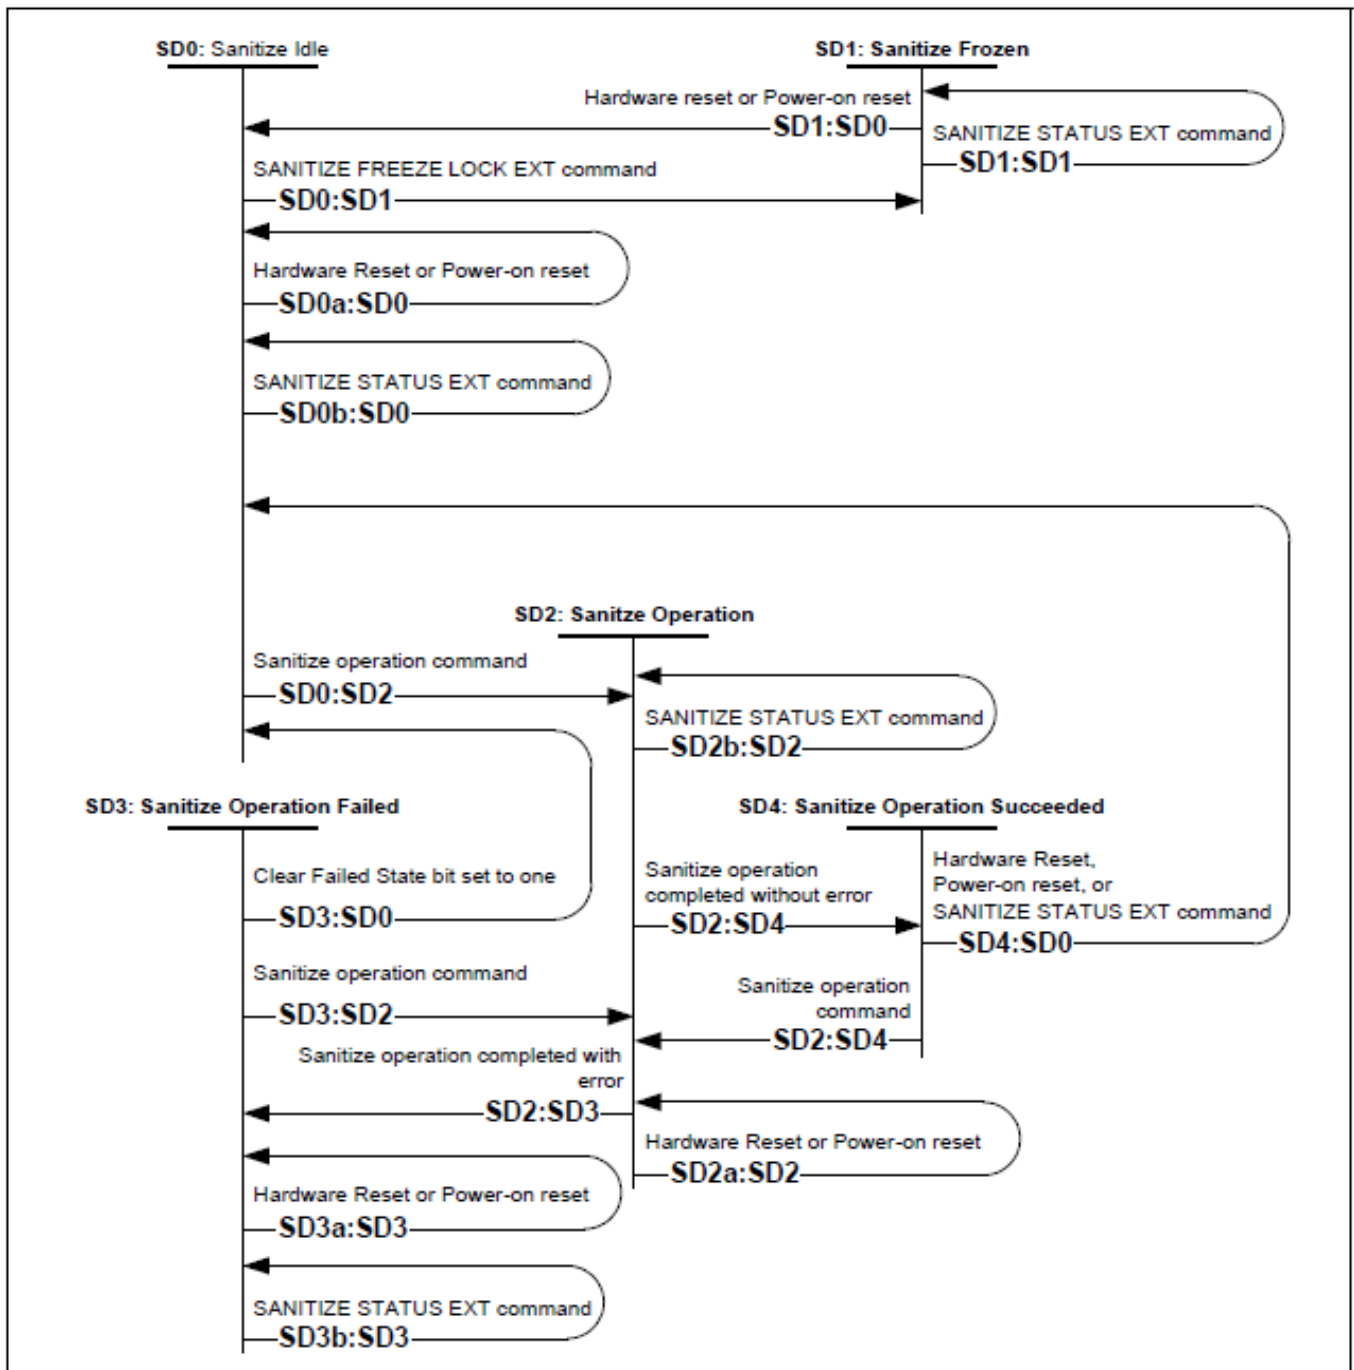 SD0: Sanitize Idle
SD1: Sanitize Frozen
Hardware reset or Power-on reset
SD1:SD0
SANITIZE STATUS EXT command
SD1:SD1
SANITIZE FREEZE LOCK EXT command
SD0:SD1
Hardware Reset or Power-on reset
SD0a:SD0
SANITIZE STATUS EXT command
SD0b:SD0
SD2: Sanitze Operation
Sanitize operation command
SD0:SD2
SANITIZE STATUS EXT command
SD2b:SD2
SD3: Sanitize Operation Failed
SD4: Sanitize Operation Succeeded
Clear Failed State bit set to one
SD3:SD0
Sanitize operation
completed without error
SD2:SD4
Hardware Reset,
Power-on reset, or
SANITIZE STATUS EXT command
SD4:SD0
Sanitize operation command
SD3:SD2
Sanitize operation
command
SD2:SD4
Sanitize operation completed with
error
SD2:SD3
Hardware Reset or Power-on reset
SD2a:SD2
Hardware Reset or Power-on reset
SD3a:SD3
SANITIZE STATUS EXT command
SD3b:SD3